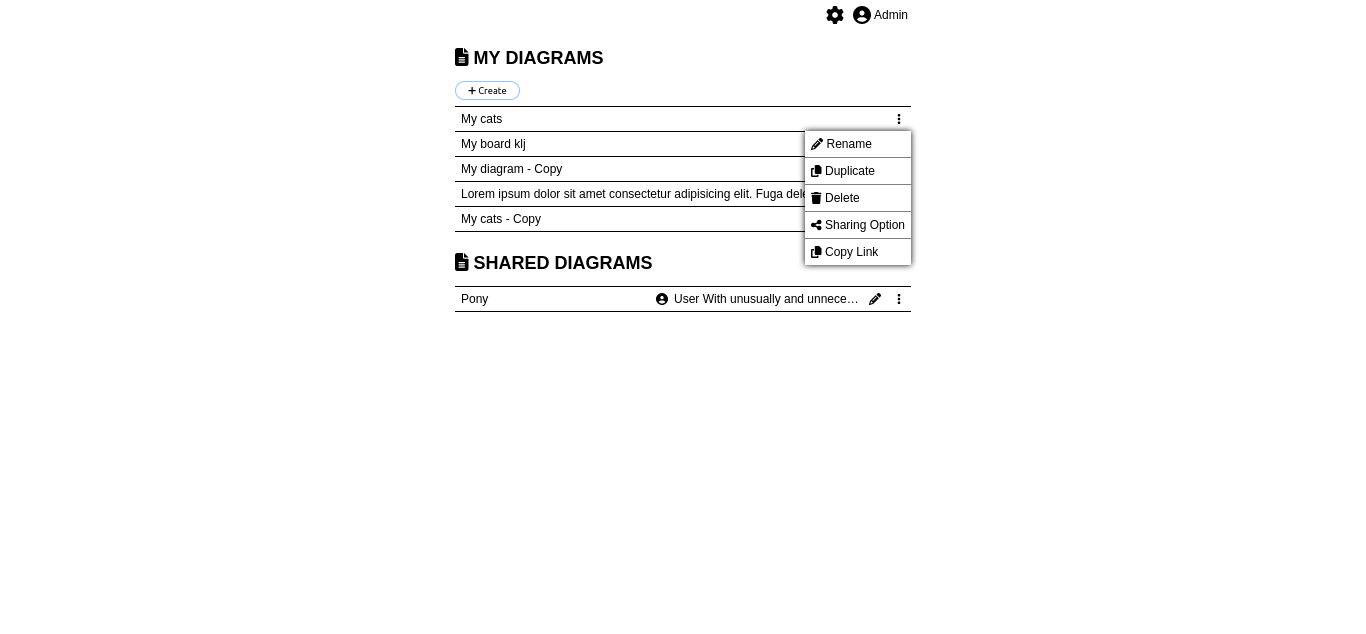 Admin
MY DIAGRAMS
Create
My cats
My board klj
Rename
My diagram - Copy
Duplicate
Lorem ipsum dolor sit amet consectetur adipisicing elit. Fuga
Delete
My cats - Copy
Sharing Option
Copy Link
SHARED DIAGRAMS
Pony
User With unusually and unnece…